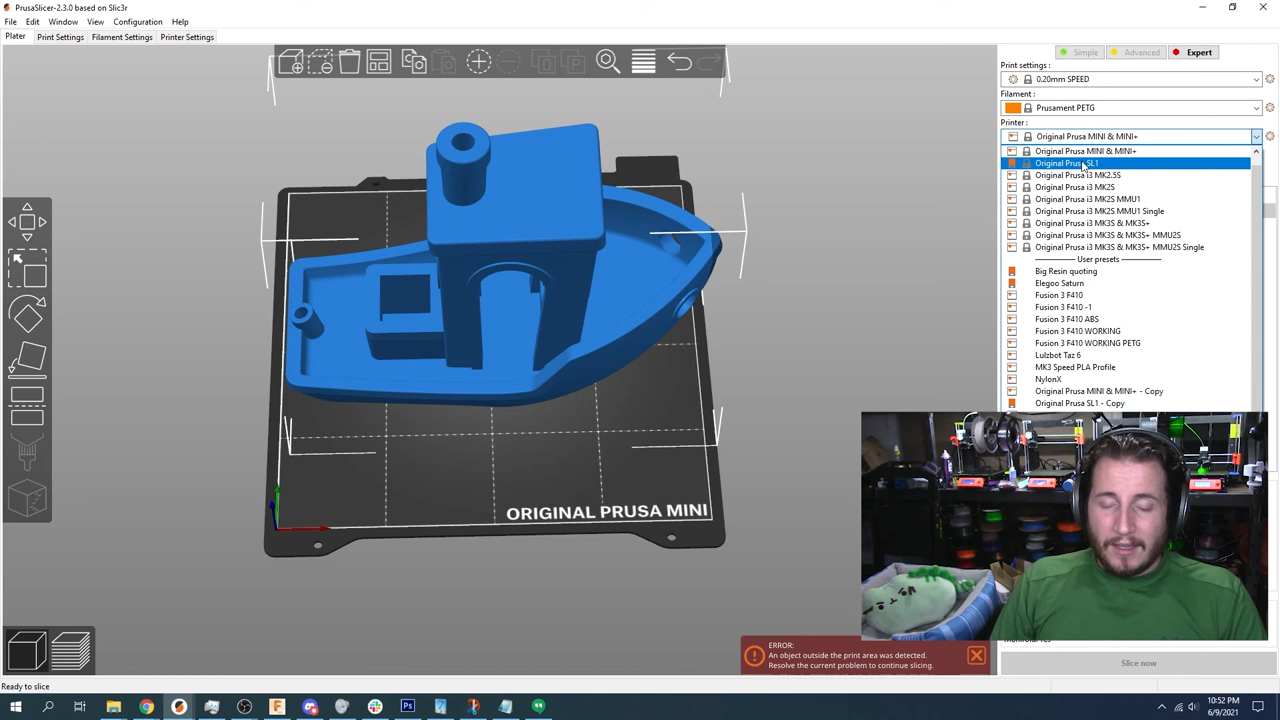 PrusaSlicer-2.3.0 based on Slic3r
File Edit Window View Configuration Help
Plater Print Settings Filament Settings Printer Settings
Simple Advanced Expert
Print settings :
0.20mm SPEED
Filament :
Prusament PETG
Printer :
Original Prusa MINI & MINI+
Original Prusa MINI & MINI+
Original Prusa SL1
Original Prusa i3 MK2.5S
Original Prusa i3 MK2S
Original Prusa i3 MK2S MMU1
Original Prusa i3 MK2S MMU1 Single
Original Prusa i3 MK3S & MK3S+
Original Prusa i3 MK3S & MK3S+ MMU2S
Original Prusa i3 MK3S & MK3S+ MMU2S Single
User presets
Big Resin quoting
Elegoo Saturn
Fusion 3 F410
Fusion 3 F410 -1
Fusion 3 F410 ABS
Fusion 3 F410 WORKING
Fusion 3 F410 WORKING PETG
Lulzbot Taz 6
MK3 Speed PLA Profile
NylonX
Original Prusa MINI & MINI+ - Copy
Original Prusa SL1 - Copy
ORIGINAL PRUSA MINI
ERROR:
An object outside the print area was detected.
Resolve the current problem to continue slicing.
Slice now
Ready to slice
10:52 PM
6/9/2021